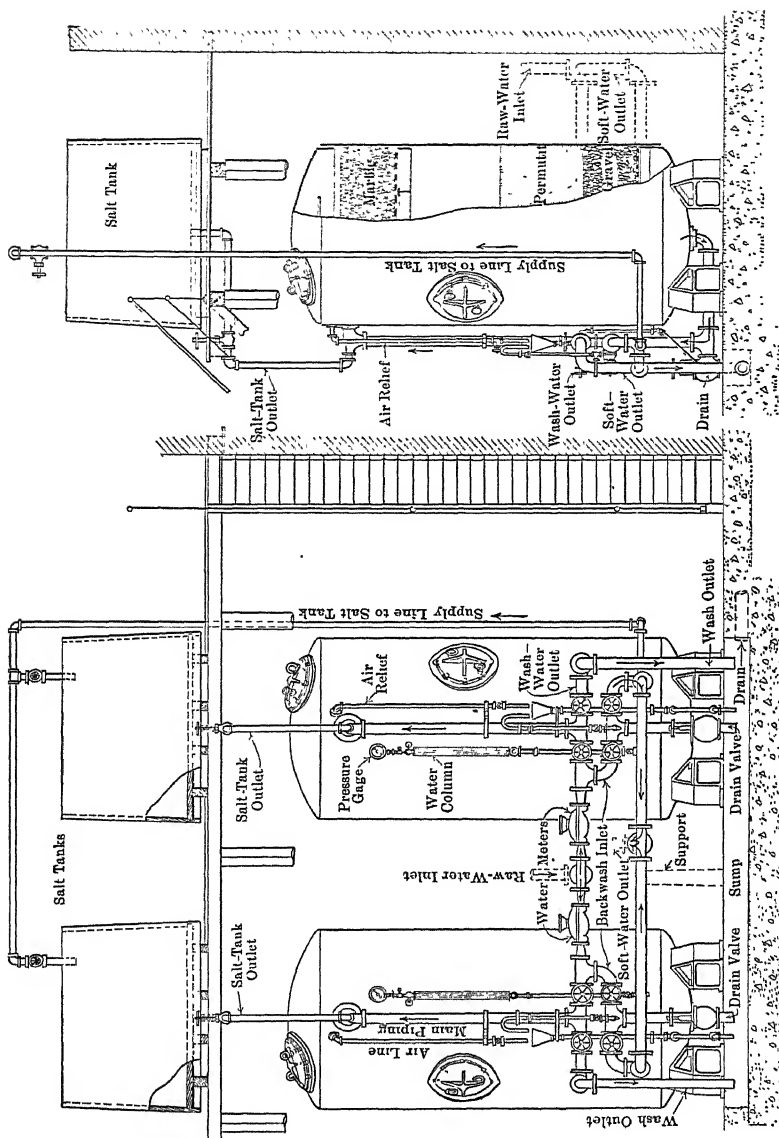 Salt Tank
Raw-Water
Inlet
Soft-Water
Outlet
Marble
Permutit
Gravel
Supply Line to Salt Tank
Salt-Tank
Outlet
Air Relief
Wash-Water
Outlet
Soft-
Water
Outlet
Drain
Supply Line to Salt Tank
Salt Tanks
Salt-Tank
Outlet
Air
Relief
Wash-
Water
Outlet
Wash Outlet
Drain
Pressure
Gage
Water
Column
Drain Valve
Raw-Water Inlet
Water Meters
Backwash Inlet
Soft-Water Outlet
Support
Sump
Salt-Tank
Outlet
Main Piping
Air Line
Drain Valve
Wash Outlet